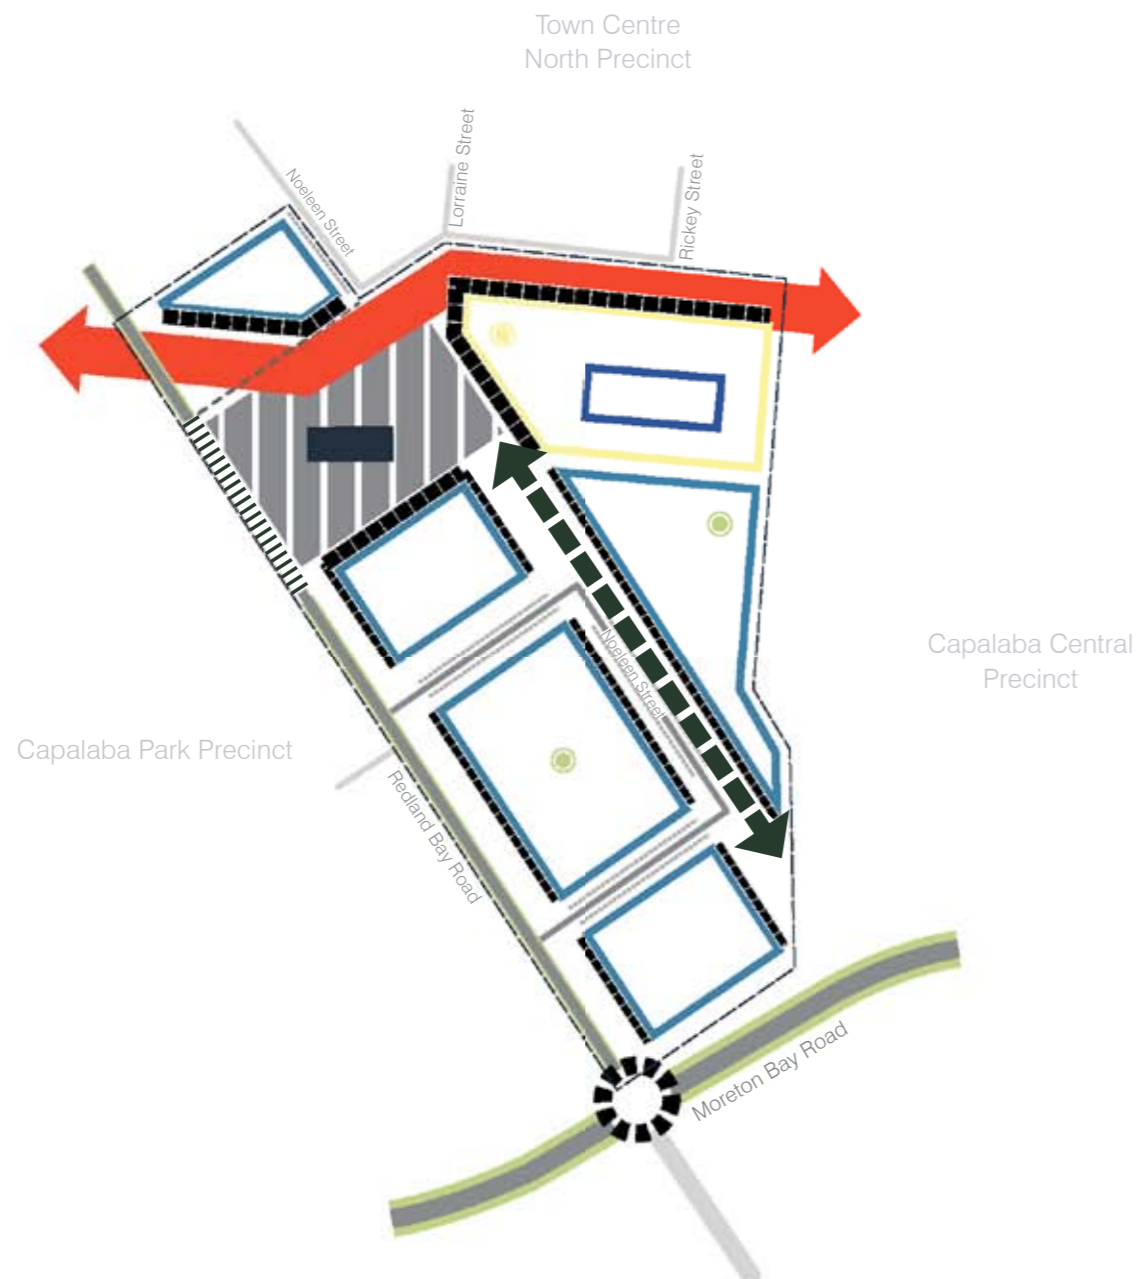 Town Centre
North Precinct
Lorraine Street
Noeleen Street
Rickey Street
Capalaba Central
Precinct
Noeleen Street
Capalaba Park Precinct
Redland Bay Road
Moreton Bay Road